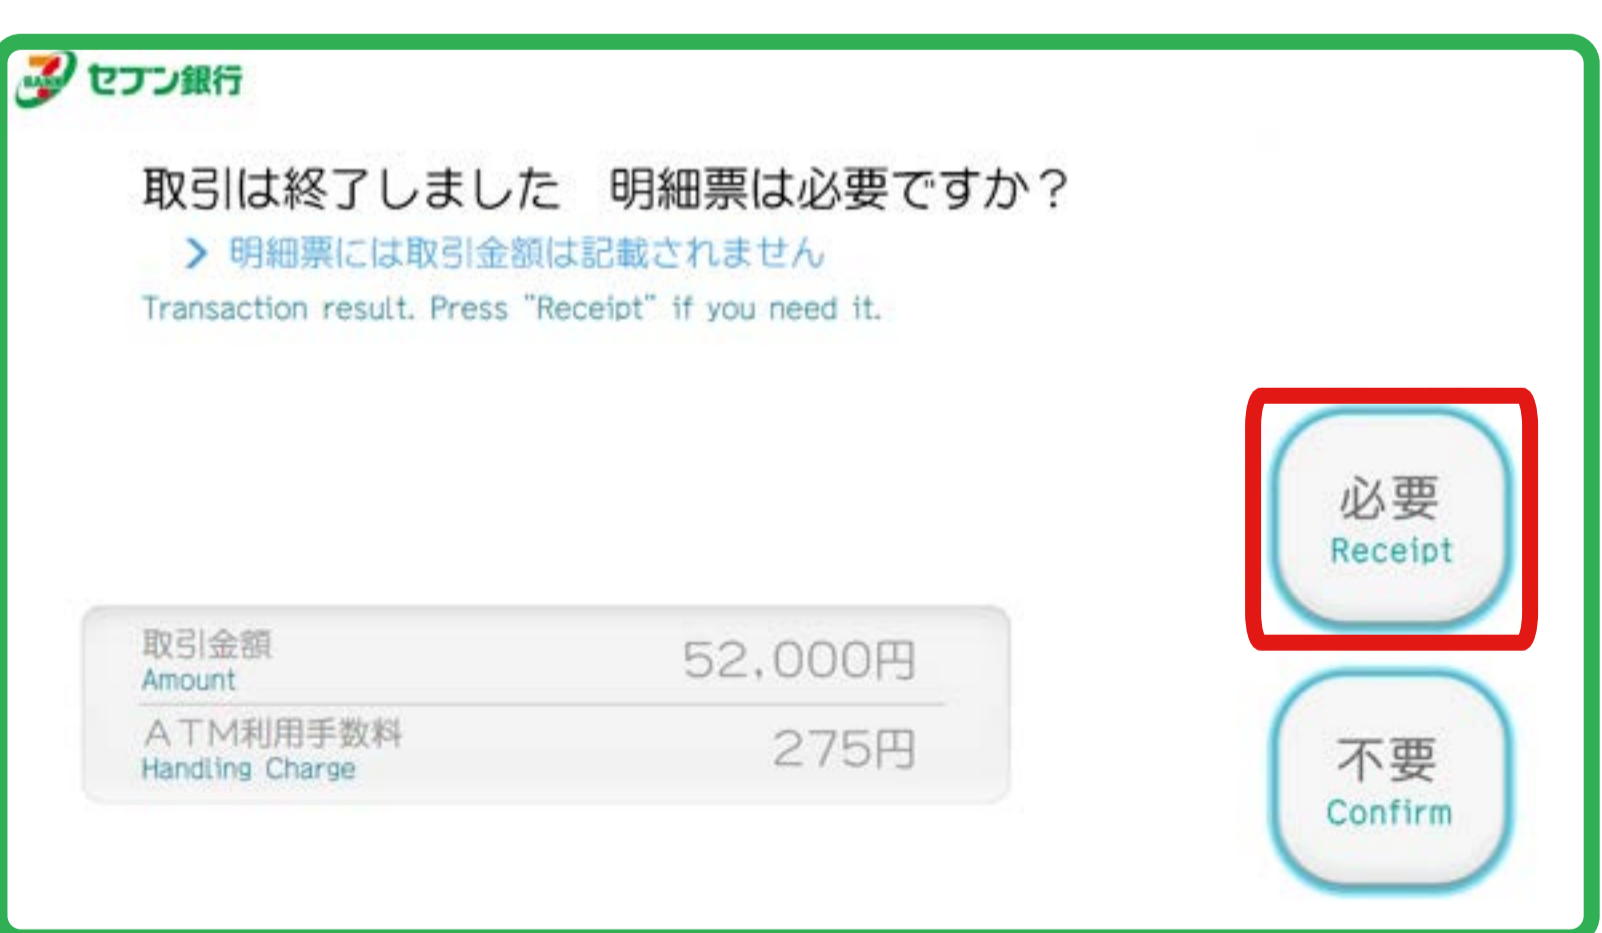 BANK セブン銀行
取引は終了しました 明細票は必要ですか？
> 明細票には取引金額は記載されません
Transaction result. Press "Receipt" if you need it.
必要
Receipt
取引金額 52,000円
Amount
ATM利用手数料 275円
Handling Charge
不要
Confirm